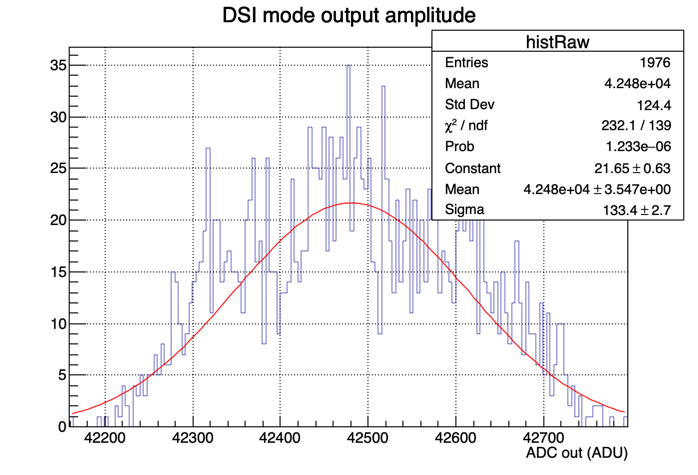 DSI mode output amplitude
histRaw
Entries 1976
Mean 4.248e+04
Std Dev 124.4
χ² / ndf 232.1 / 139
Prob 1.233e−06
Constant 21.65 ± 0.63
Mean 4.248e+04 ± 3.547e+00
Sigma 133.4 ± 2.7
35
30
25
20
15
10
5
0
42200 42300 42400 42500 42600 42700
ADC out (ADU)